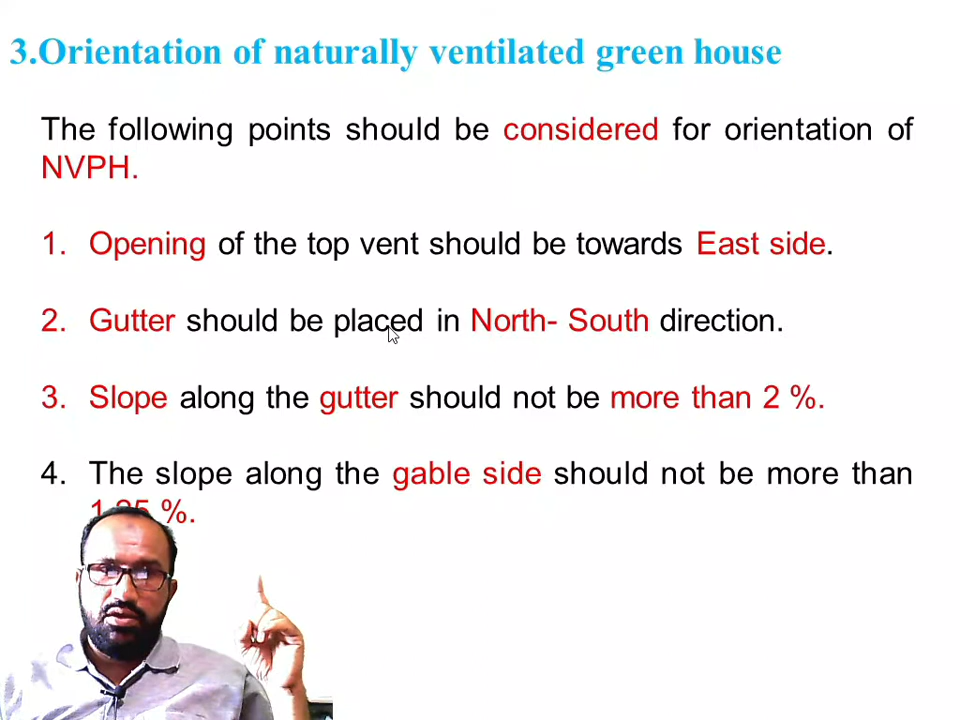 3.Orientation of naturally ventilated green house
The following points should be considered for orientation of
NVPH.
1. Opening of the top vent should be towards East side.
2. Gutter should be placed in North- South direction.
3. Slope along the gutter should not be more than 2 %.
4. The slope along the gable side should not be more than
1.25 %.